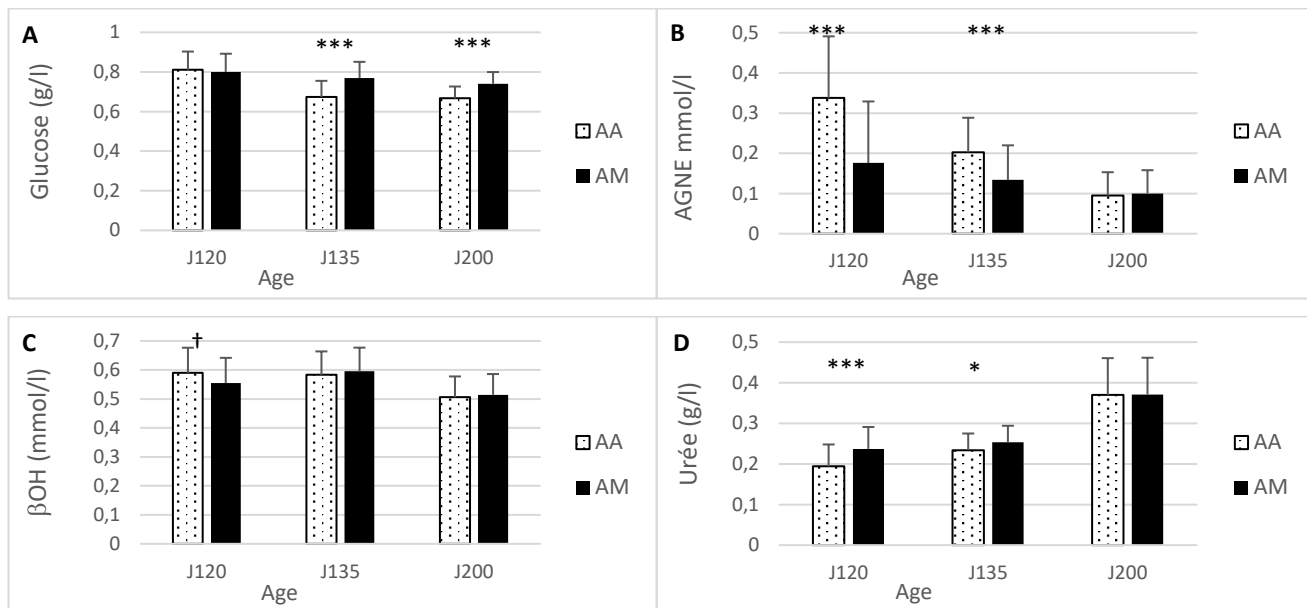 A
1
0,8
0,6
0,4
0,2
0
Glucose (g/l)
*** ***
J120 J135 J200
Age
AA
AM
B
0,5
0,4
0,3
0,2
0,1
0
AGNE mmol/l
*** ***
J120 J135 J200
Age
AA
AM
C
0,7
0,6
0,5
0,4
0,3
0,2
0,1
0
βOH (mmol/l)
†
J120 J135 J200
Age
AA
AM
D
0,5
0,4
0,3
0,2
0,1
0
Urée (g/l)
*** *
J120 J135 J200
Age
AA
AM